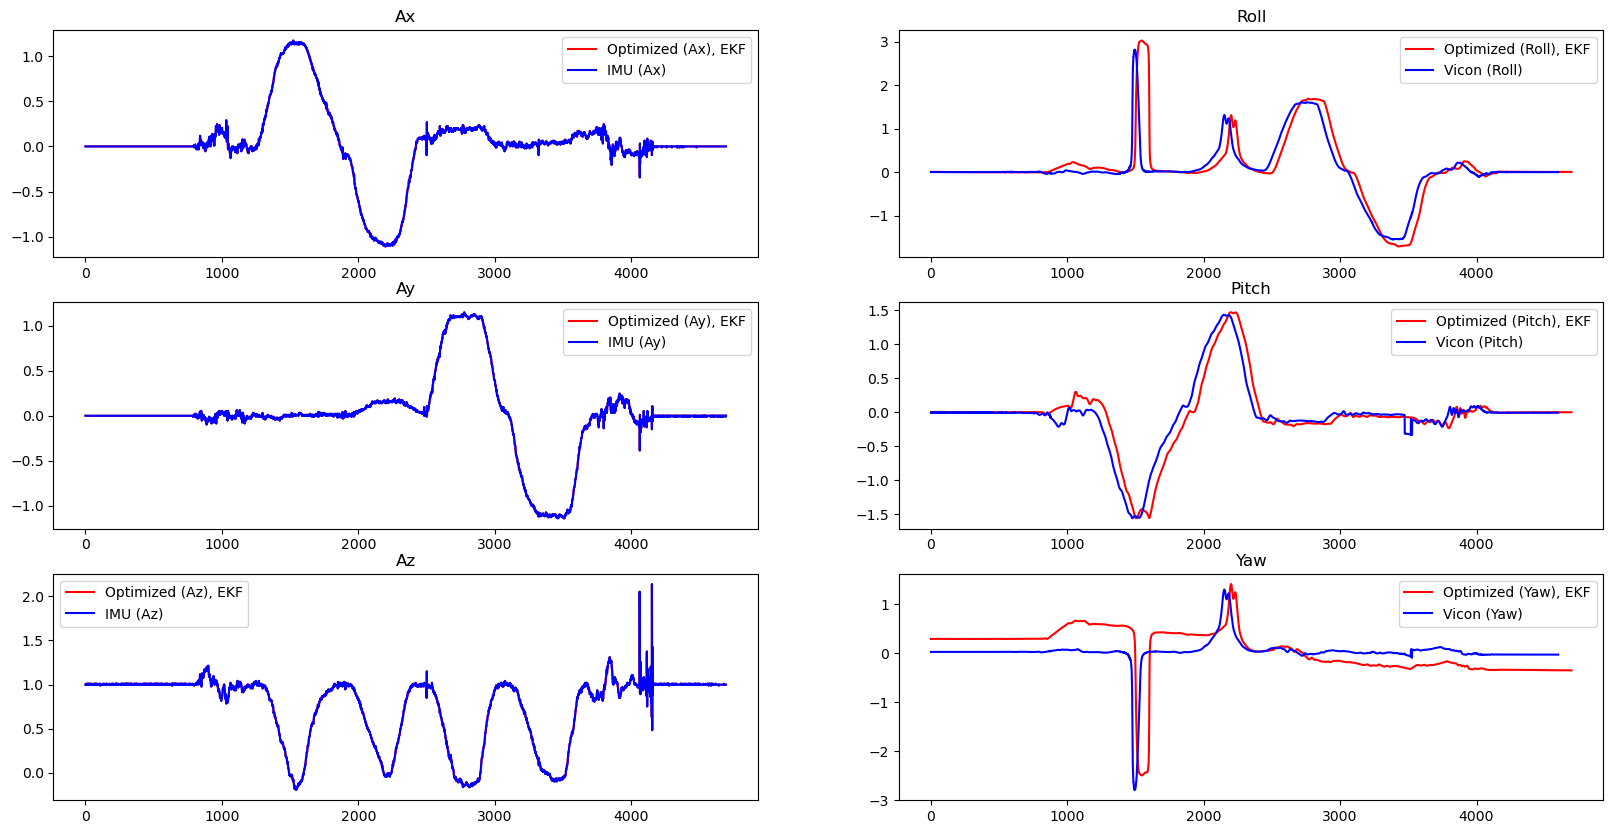 Ax
Optimized (Ax), EKF
IMU (Ax)
1.0
0.5
0.0
−0.5
−1.0
0 1000 2000 3000 4000
Roll
Optimized (Roll), EKF
Vicon (Roll)
3
2
1
0
−1
0 1000 2000 3000 4000
Ay
Optimized (Ay), EKF
IMU (Ay)
1.0
0.5
0.0
−0.5
−1.0
0 1000 2000 3000 4000
Pitch
Optimized (Pitch), EKF
Vicon (Pitch)
1.5
1.0
0.5
0.0
−0.5
−1.0
−1.5
0 1000 2000 3000 4000
Az
Optimized (Az), EKF
IMU (Az)
2.0
1.5
1.0
0.5
0.0
0 1000 2000 3000 4000
Yaw
Optimized (Yaw), EKF
Vicon (Yaw)
1
0
−1
−2
−3
0 1000 2000 3000 4000